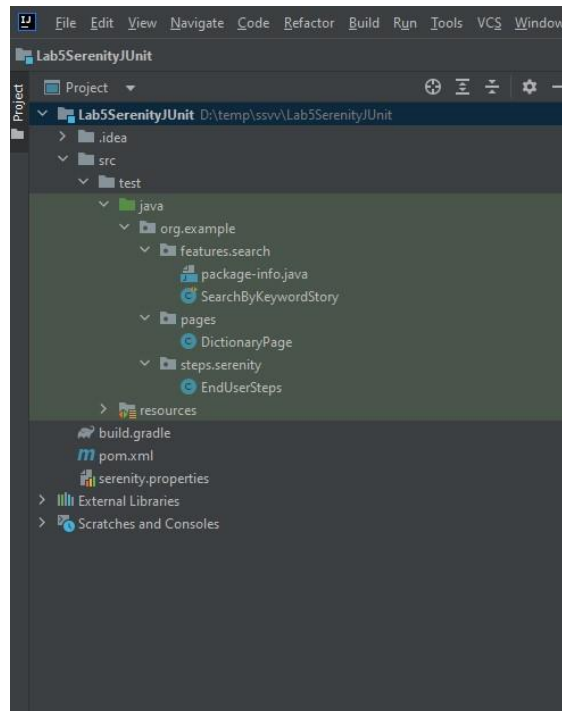 IJ File Edit View Navigate Code Refactor Build Run Tools VCS Window
Lab5SerenityJUnit
Project
Project
Lab5SerenityJUnit D:\temp\ssvv\Lab5SerenityJUnit
.idea
src
test
java
org.example
features.search
package-info.java
SearchByKeywordStory
pages
DictionaryPage
steps.serenity
EndUserSteps
resources
build.gradle
m pom.xml
serenity.properties
External Libraries
Scratches and Consoles